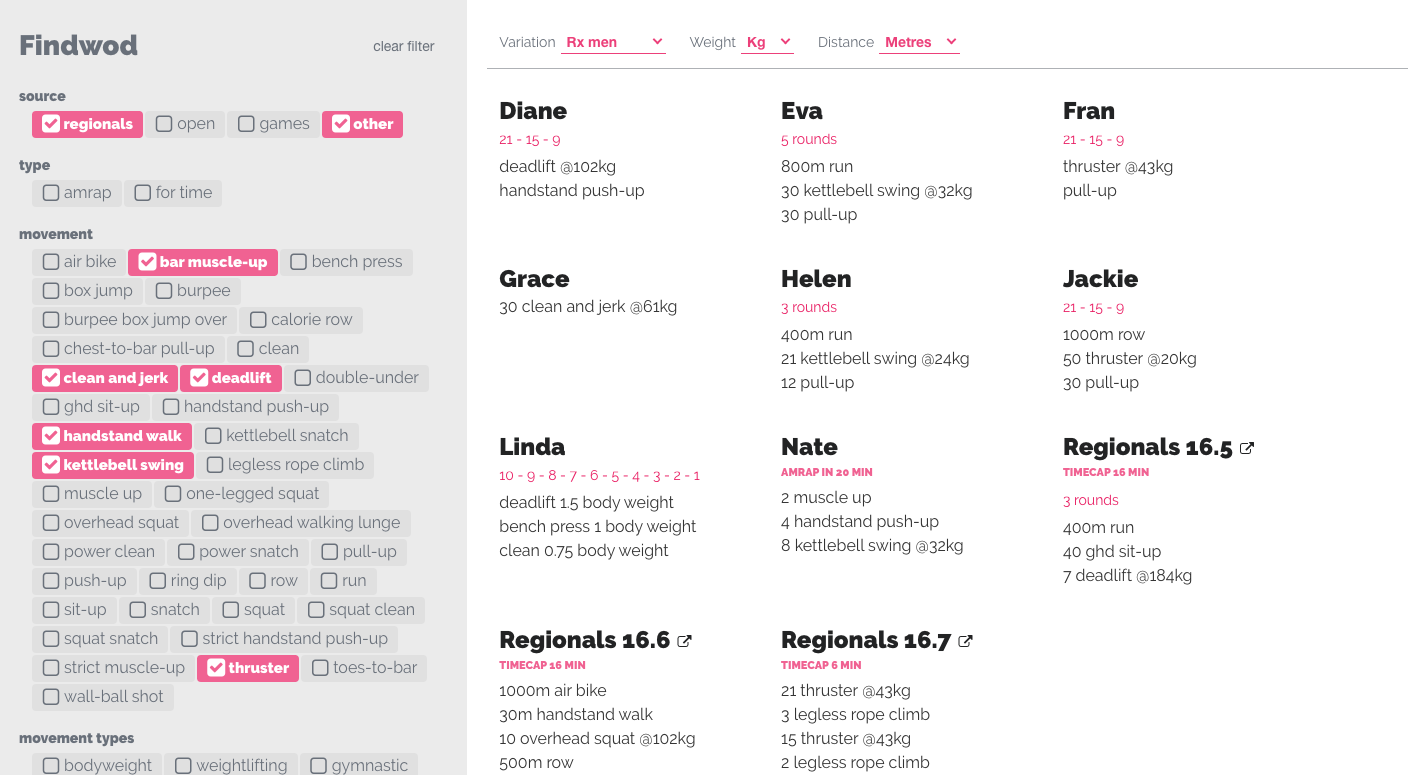 Findwod
clear filter
source
regionals open games other
type
amrap for time
movement
air bike bar muscle-up bench press
box jump burpee
burpee box jump over calorie row
chest-to-bar pull-up clean
clean and jerk deadlift double-under
ghd sit-up handstand push-up
handstand walk kettlebell snatch
kettlebell swing legless rope climb
muscle up one-legged squat
overhead squat overhead walking lunge
power clean power snatch pull-up
push-up ring dip row run
sit-up snatch squat squat clean
squat snatch strict handstand push-up
strict muscle-up thruster toes-to-bar
wall-ball shot
movement types
bodyweight weightlifting gymnastic
Variation Rx men Weight Kg Distance Metres
Diane
21 - 15 - 9
deadlift @102kg
handstand push-up
Eva
5 rounds
800m run
30 kettlebell swing @32kg
30 pull-up
Fran
21 - 15 - 9
thruster @43kg
pull-up
Grace
30 clean and jerk @61kg
Helen
3 rounds
400m run
21 kettlebell swing @24kg
12 pull-up
Jackie
21 - 15 - 9
1000m row
50 thruster @20kg
30 pull-up
Linda
10 - 9 - 8 - 7 - 6 - 5 - 4 - 3 - 2 - 1
deadlift 1.5 body weight
bench press 1 body weight
clean 0.75 body weight
Nate
AMRAP IN 20 MIN
2 muscle up
4 handstand push-up
8 kettlebell swing @32kg
Regionals 16.5
TIMECAP 16 MIN
3 rounds
400m run
40 ghd sit-up
7 deadlift @184kg
Regionals 16.6
TIMECAP 16 MIN
1000m air bike
30m handstand walk
10 overhead squat @102kg
500m row
Regionals 16.7
TIMECAP 6 MIN
21 thruster @43kg
3 legless rope climb
15 thruster @43kg
2 legless rope climb